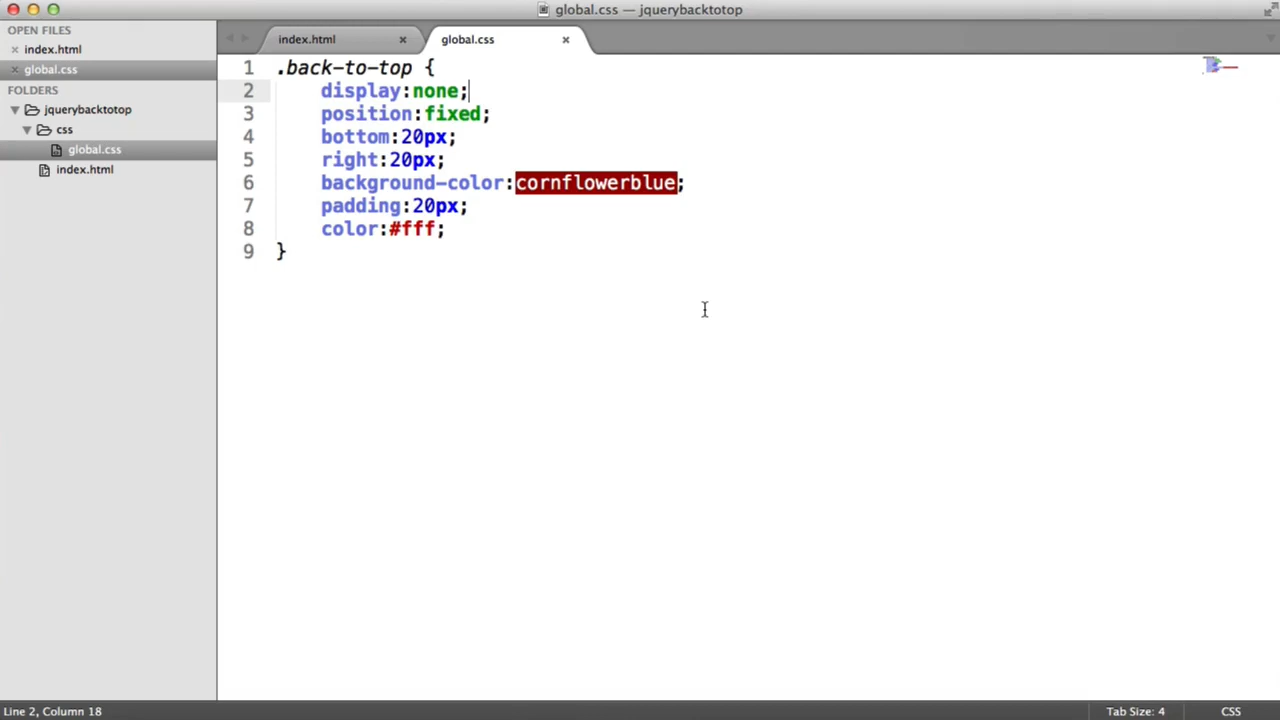 global.css — jquerybacktotop
OPEN FILES
index.html
global.css
FOLDERS
jquerybacktotop
css
global.css
index.html
index.html
global.css
1 .back-to-top {
2 display:none;
3 position:fixed;
4 bottom:20px;
5 right:20px;
6 background-color:cornflowerblue;
7 padding:20px;
8 color:#fff;
9 }
Line 2, Column 18
Tab Size: 4
CSS